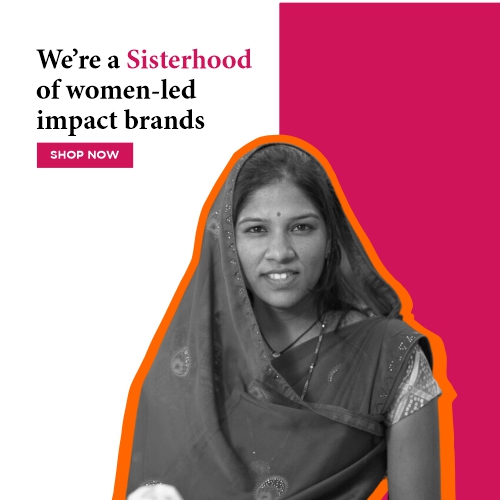 We’re a Sisterhood
of women-led
impact brands
SHOP NOW